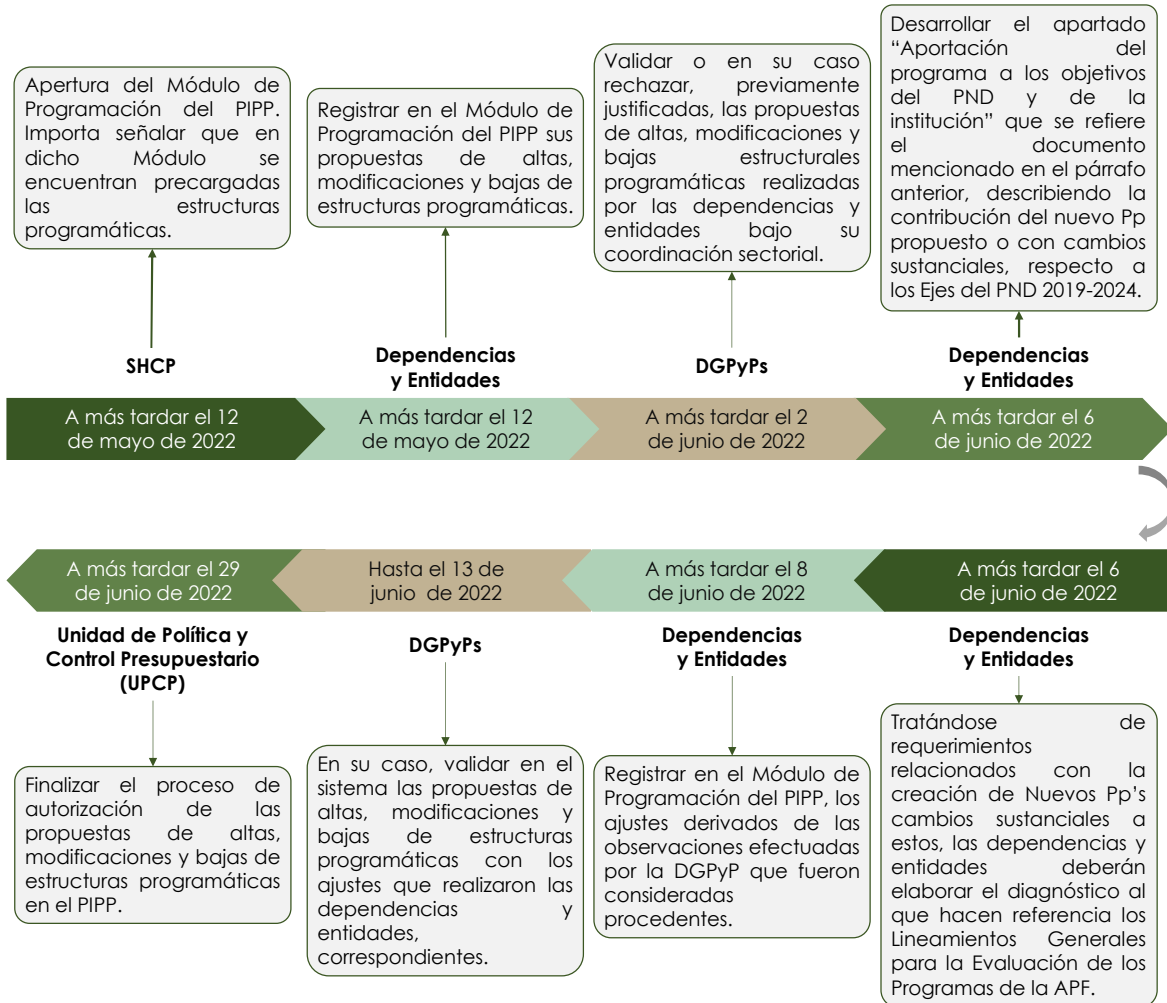 Apertura del Módulo de
Programación del PIPP.
Importa señalar que en
dicho Módulo se
encuentran precargadas
las estructuras
programáticas.
SHCP
A más tardar el 12
de mayo de 2022
Registrar en el Módulo de
Programación del PIPP sus
propuestas de altas,
modificaciones y bajas de
estructuras programáticas.
Dependencias
y Entidades
A más tardar el 12
de mayo de 2022
Validar o en su caso
rechazar, previamente
justificadas, las propuestas
de altas, modificaciones y
bajas estructurales
programáticas realizadas
por las dependencias y
entidades bajo su
coordinación sectorial.
DGPyPs
A más tardar el 2
de junio de 2022
Desarrollar el apartado
“Aportación del
programa a los objetivos
del PND y de la
institución” que se refiere
el documento
mencionado en el párrafo
anterior, describiendo la
contribución del nuevo Pp
propuesto o con cambios
sustanciales, respecto a
los Ejes del PND 2019-2024.
Dependencias
y Entidades
A más tardar el 6
de junio de 2022
A más tardar el 6
de junio de 2022
Dependencias
y Entidades
Tratándose de
requerimientos
relacionados con la
creación de Nuevos Pp’s
cambios sustanciales a
estos, las dependencias y
entidades deberán
elaborar el diagnóstico al
que hacen referencia los
Lineamientos Generales
para la Evaluación de los
Programas de la APF.
A más tardar el 8
de junio de 2022
Dependencias
y Entidades
Registrar en el Módulo de
Programación del PIPP, los
ajustes derivados de las
observaciones efectuadas
por la DGPyP que fueron
consideradas
procedentes.
Hasta el 13 de
junio de 2022
DGPyPs
En su caso, validar en el
sistema las propuestas de
altas, modificaciones y
bajas de estructuras
programáticas con los
ajustes que realizaron las
dependencias y
entidades,
correspondientes.
A más tardar el 29
de junio de 2022
Unidad de Política y
Control Presupuestario
(UPCP)
Finalizar el proceso de
autorización de las
propuestas de altas,
modificaciones y bajas de
estructuras programáticas
en el PIPP.